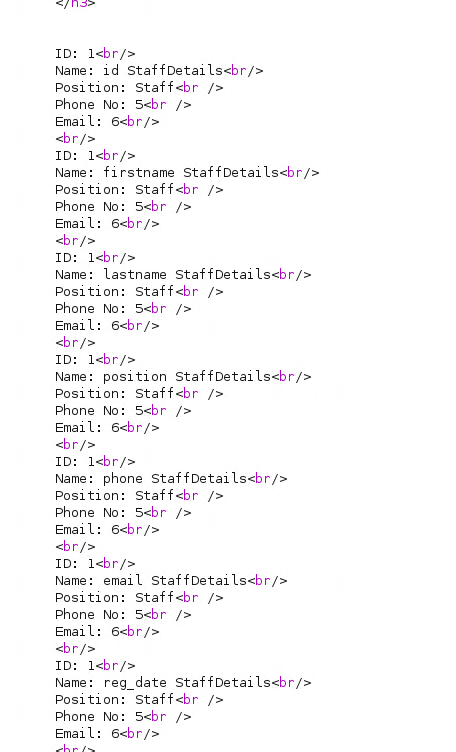 </h3>
ID: 1<br/>
Name: id StaffDetails<br/>
Position: Staff<br />
Phone No: 5<br />
Email: 6<br/>
<br/>
ID: 1<br/>
Name: firstname StaffDetails<br/>
Position: Staff<br />
Phone No: 5<br />
Email: 6<br/>
<br/>
ID: 1<br/>
Name: lastname StaffDetails<br/>
Position: Staff<br />
Phone No: 5<br />
Email: 6<br/>
<br/>
ID: 1<br/>
Name: position StaffDetails<br/>
Position: Staff<br />
Phone No: 5<br />
Email: 6<br/>
<br/>
ID: 1<br/>
Name: phone StaffDetails<br/>
Position: Staff<br />
Phone No: 5<br />
Email: 6<br/>
<br/>
ID: 1<br/>
Name: email StaffDetails<br/>
Position: Staff<br />
Phone No: 5<br />
Email: 6<br/>
<br/>
ID: 1<br/>
Name: reg_date StaffDetails<br/>
Position: Staff<br />
Phone No: 5<br />
Email: 6<br/>
<br/>